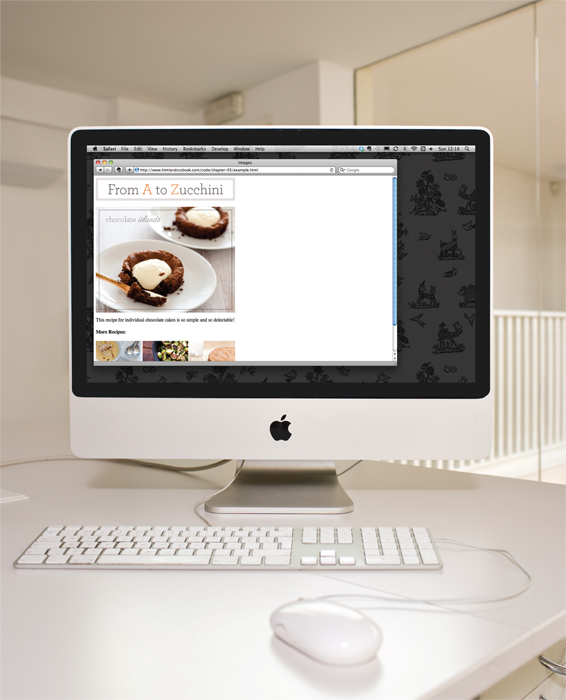 Safari File Edit View History Bookmarks Develop Window Help
Sun 12:18
Images
http://www.htmlandcssbook.com/code/chapter-05/example.html
Google
From A to Zucchini
chocolate islands
This recipe for individual chocolate cakes is so simple and so delectable!
More Recipes: